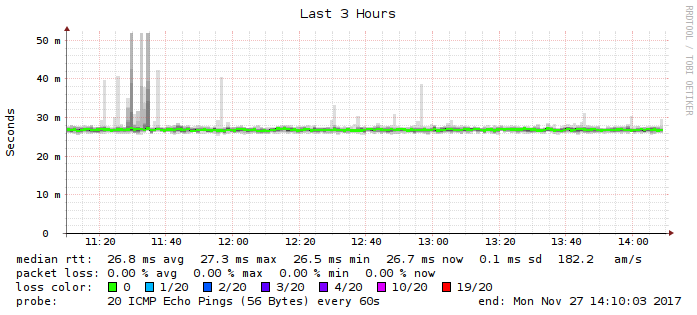 Last 3 Hours
RRDTOOL / TOBI OETIKER
Seconds
50 m
40 m
30 m
20 m
10 m
0
11:20 11:40 12:00 12:20 12:40 13:00 13:20 13:40 14:00
median rtt: 26.8 ms avg 27.3 ms max 26.5 ms min 26.7 ms now 0.1 ms sd 182.2 am/s
packet loss: 0.00 % avg 0.00 % max 0.00 % min 0.00 % now
loss color: 0 1/20 2/20 3/20 4/20 10/20 19/20
probe: 20 ICMP Echo Pings (56 Bytes) every 60s end: Mon Nov 27 14:10:03 2017